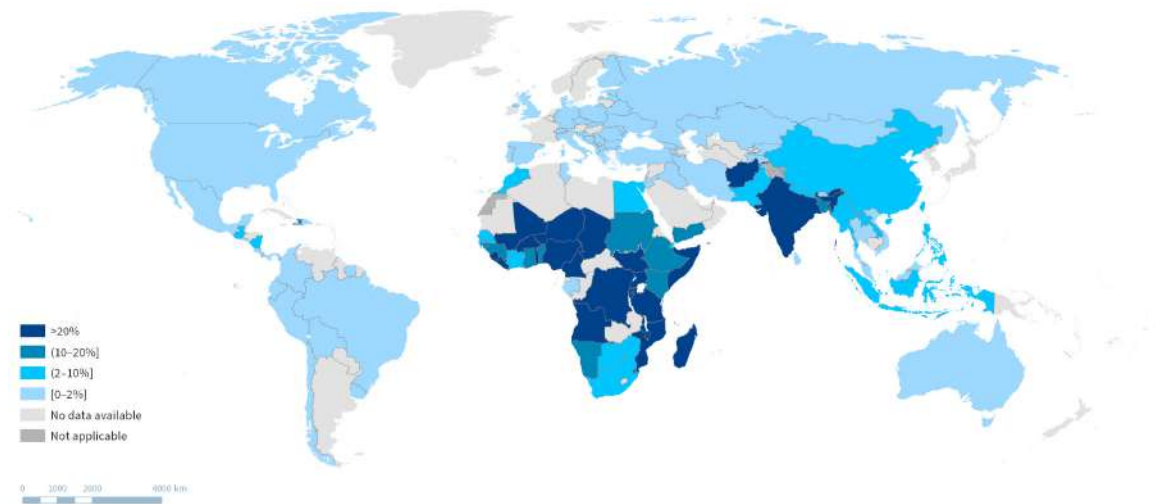 >20%
(10–20%]
(2–10%]
[0–2%]
No data available
Not applicable
0 1000 2000 4000 km